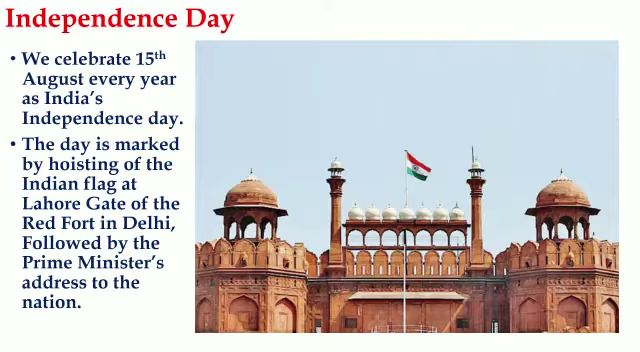 Independence Day
• We celebrate 15th
August every year
as India's
Independence day.
• The day is marked
by hoisting of the
Indian flag at
Lahore Gate of the
Red Fort in Delhi,
Followed by the
Prime Minister's
address to the
nation.